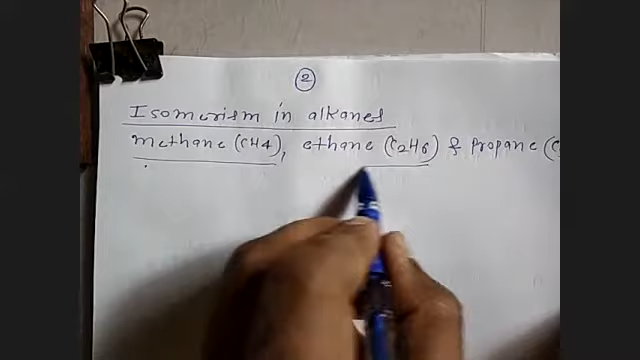 2
Isomerism in alkanes
methane (CH4), ethane (C2H6) & propane (